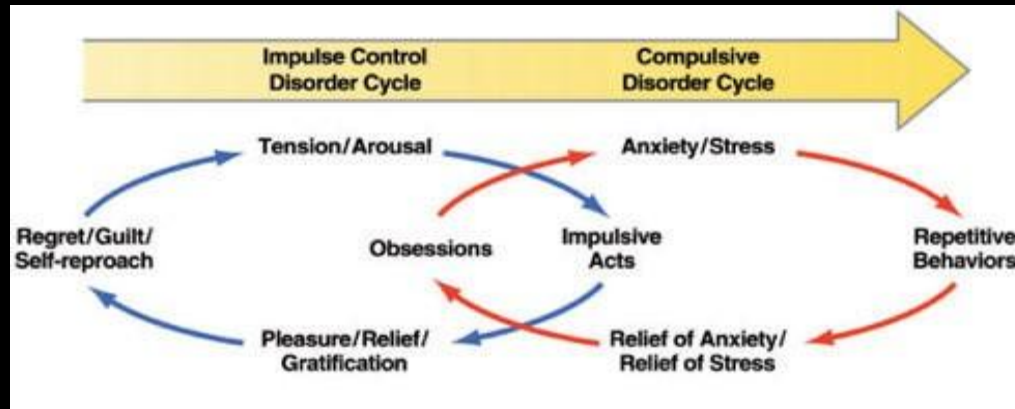 Impulse Control
Disorder Cycle
Compulsive
Disorder Cycle
Tension/Arousal
Anxiety/Stress
Regret/Guilt/
Self-reproach
Obsessions
Impulsive
Acts
Repetitive
Behaviors
Pleasure/Relief/
Gratification
Relief of Anxiety/
Relief of Stress